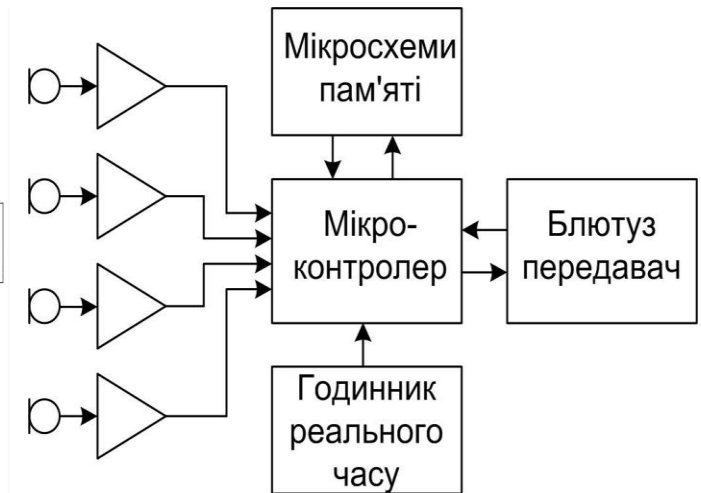 Мікросхеми
пам'яті
Мікро-
контролер
Блютуз
передавач
Годинник
реального
часу